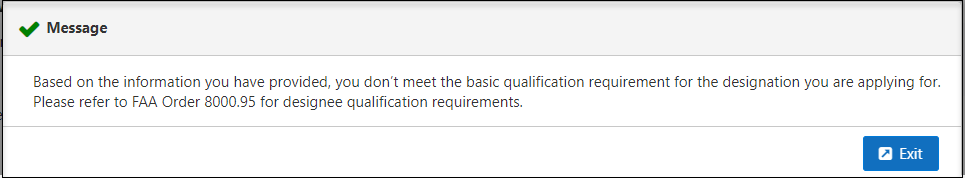 Message
Based on the information you have provided, you don't meet the basic qualification requirement for the designation you are applying for.
Please refer to FAA Order 8000.95 for designee qualification requirements.
Exit